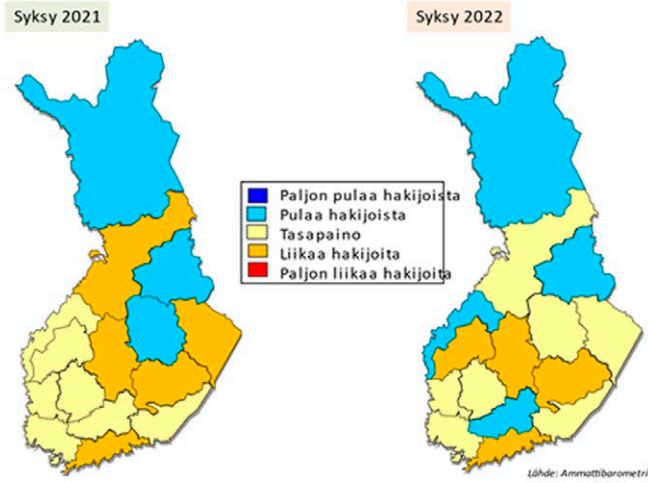 Syksy 2021
Syksy 2022
Paljon pulaa hakijoista
Pulaa hakijoista
Tasapaino
Liikaa hakijoita
Paljon liikaa hakijoita
Lähde: Ammattibarometri